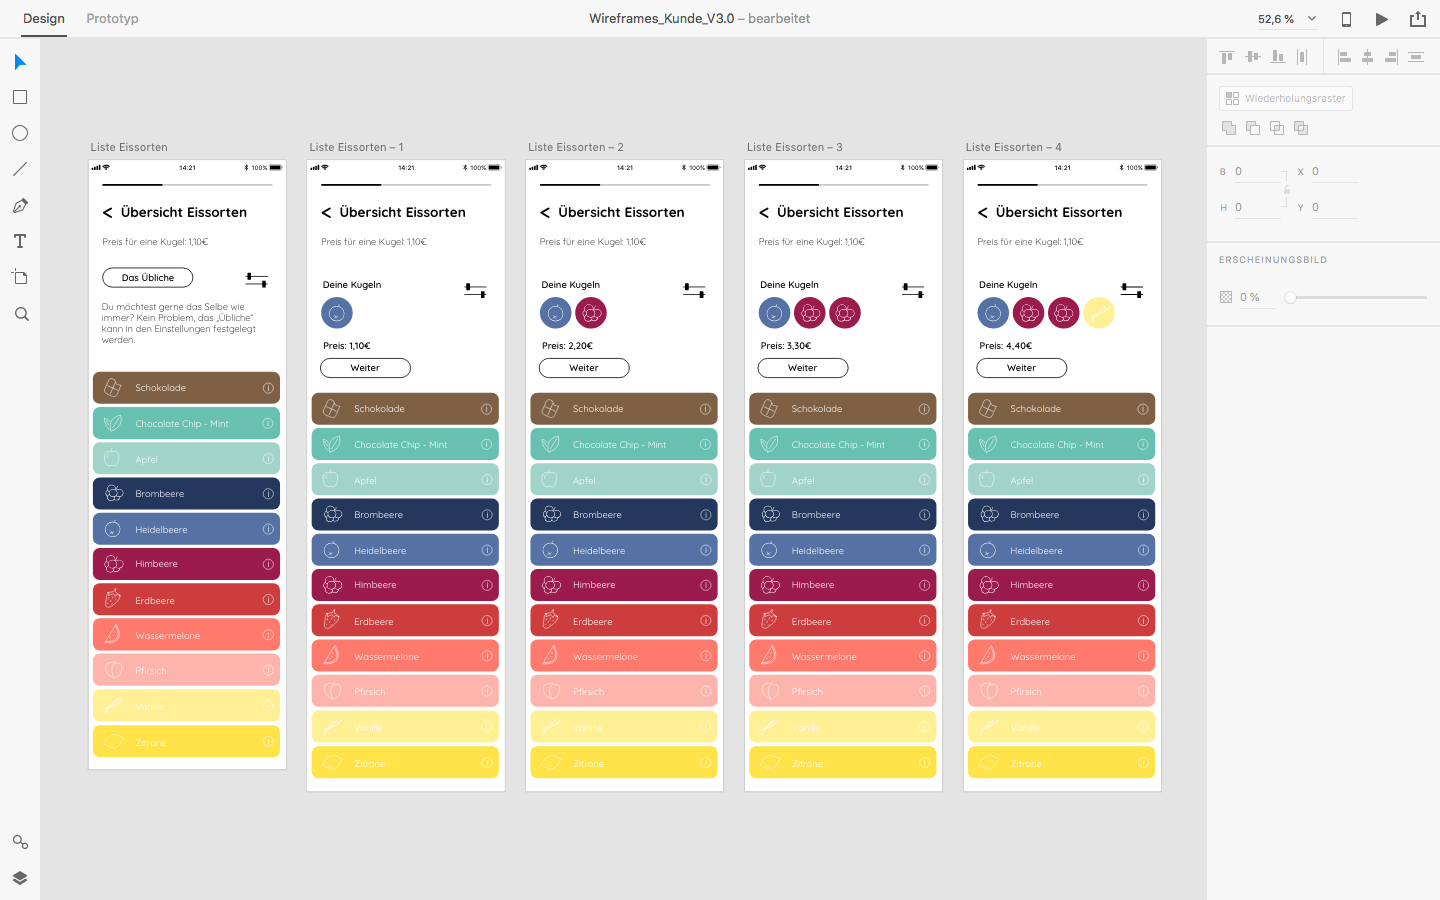 Design
Prototyp
Wireframes_Kunde_V3.0 – bearbeitet
52,6 %
Wiederholungsraster
B 0
X 0
H 0
Y 0
ERSCHEINUNGSBILD
0 %
Liste Eissorten
14:21
100%
< Übersicht Eissorten
Preis für eine Kugel: 1,10€
Das Übliche
Du möchtest gerne das Selbe wie
immer? Kein Problem, das „Übliche"
kann in den Einstellungen festgelegt
werden.
Schokolade
Chocolate Chip - Mint
Apfel
Brombeere
Heidelbeere
Himbeere
Erdbeere
Wassermelone
Pfirsich
Vanille
Zitrone
Liste Eissorten – 1
14:21
100%
< Übersicht Eissorten
Preis für eine Kugel: 1,10€
Deine Kugeln
Preis: 1,10€
Weiter
Schokolade
Chocolate Chip - Mint
Apfel
Brombeere
Heidelbeere
Himbeere
Erdbeere
Wassermelone
Pfirsich
Vanille
Zitrone
Liste Eissorten – 2
14:21
100%
< Übersicht Eissorten
Preis für eine Kugel: 1,10€
Deine Kugeln
Preis: 2,20€
Weiter
Schokolade
Chocolate Chip - Mint
Apfel
Brombeere
Heidelbeere
Himbeere
Erdbeere
Wassermelone
Pfirsich
Vanille
Zitrone
Liste Eissorten – 3
14:21
100%
< Übersicht Eissorten
Preis für eine Kugel: 1,10€
Deine Kugeln
Preis: 3,30€
Weiter
Schokolade
Chocolate Chip - Mint
Apfel
Brombeere
Heidelbeere
Himbeere
Erdbeere
Wassermelone
Pfirsich
Vanille
Zitrone
Liste Eissorten – 4
14:21
100%
< Übersicht Eissorten
Preis für eine Kugel: 1,10€
Deine Kugeln
Preis: 4,40€
Weiter
Schokolade
Chocolate Chip - Mint
Apfel
Brombeere
Heidelbeere
Himbeere
Erdbeere
Wassermelone
Pfirsich
Vanille
Zitrone